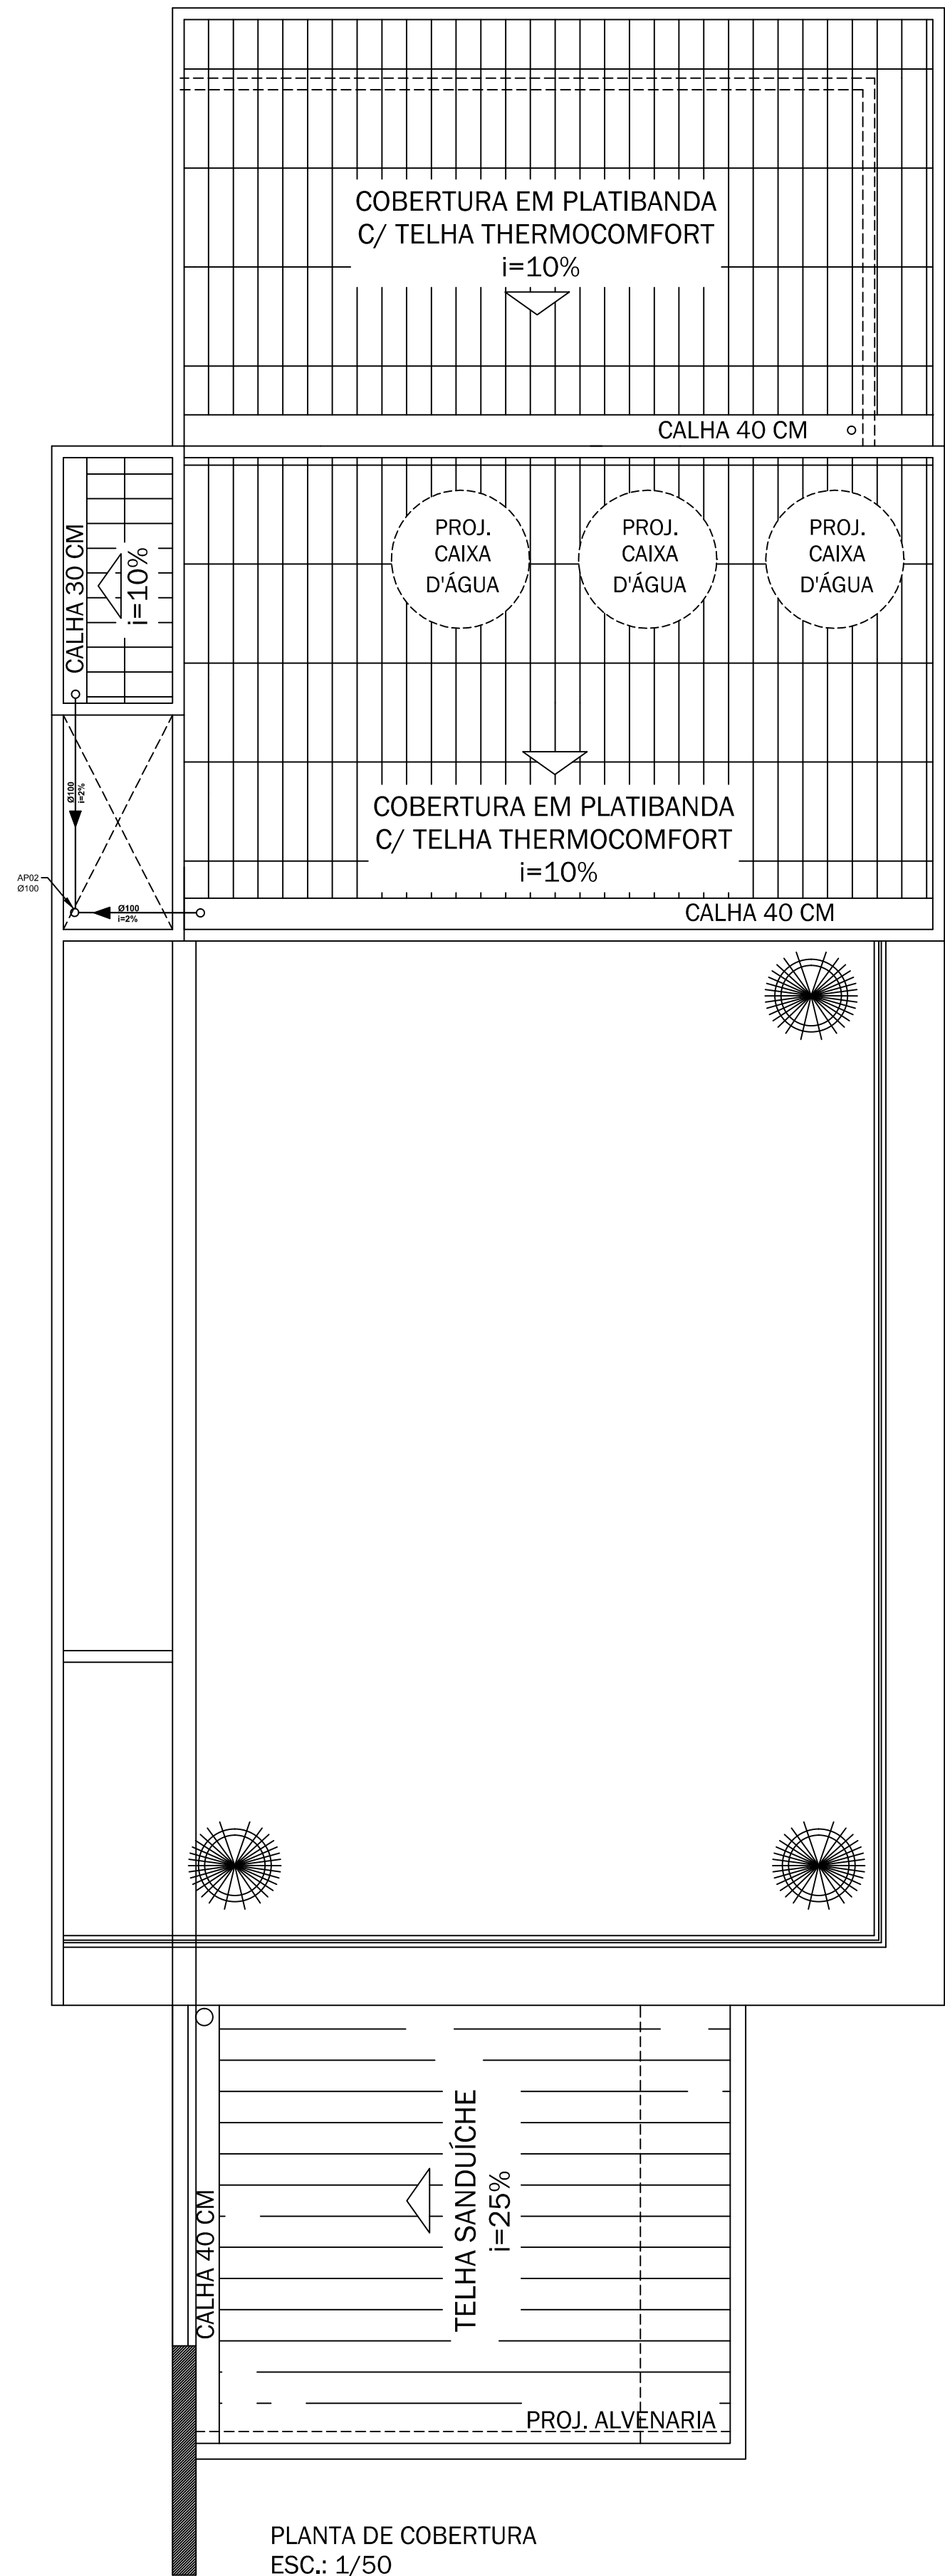 COBERTURA EM PLATIBANDA
C/ TELHA THERMOCOMFORT
i=10%
CALHA 40 CM
CALHA 30 CM
i=10%
PROJ.
CAIXA
D'ÁGUA
PROJ.
CAIXA
D'ÁGUA
PROJ.
CAIXA
D'ÁGUA
Ø100
i=2%
COBERTURA EM PLATIBANDA
C/ TELHA THERMOCOMFORT
i=10%
AP02
Ø100
Ø100
i=2%
CALHA 40 CM
CALHA 40 CM
TELHA SANDUÍCHE
i=25%
PROJ. ALVENARIA
PLANTA DE COBERTURA
ESC.: 1/50